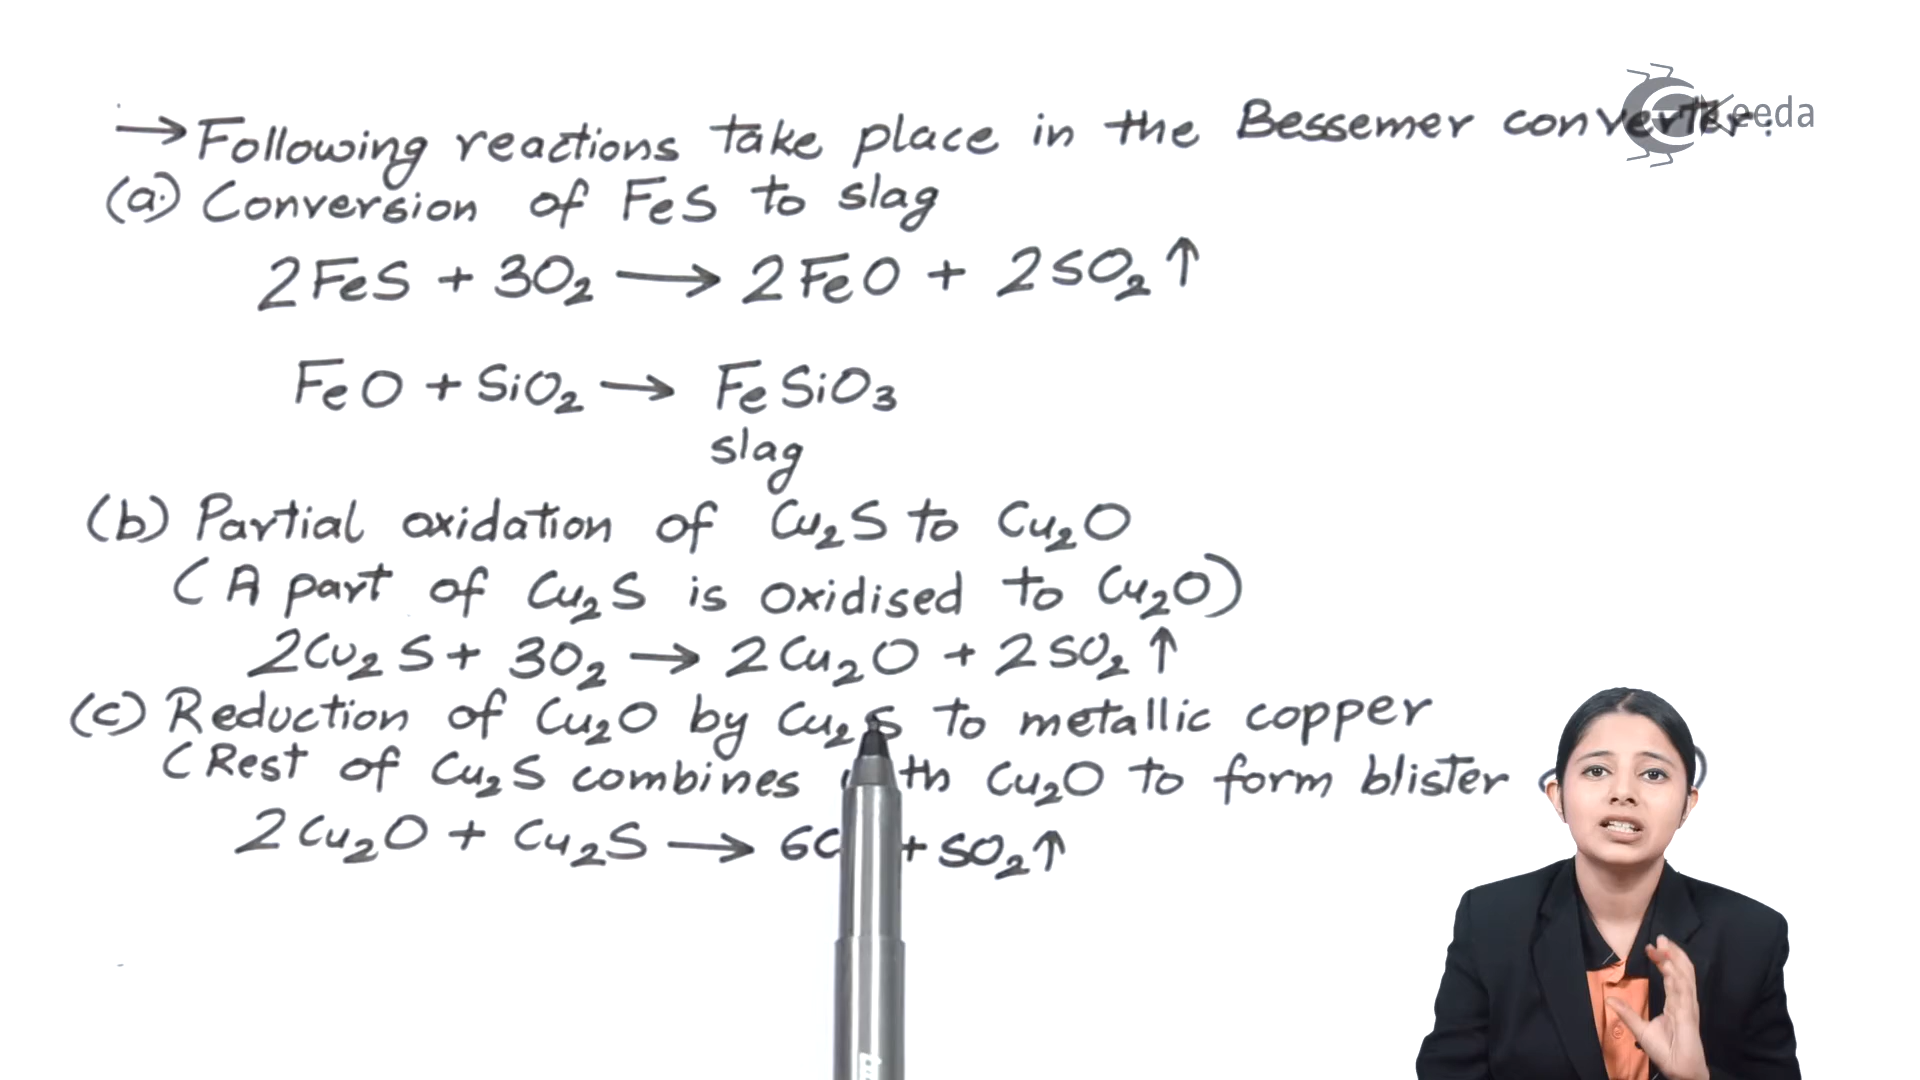 → Following reactions take place in the Bessemer converter:
Keeda
(a) Conversion of FeS to slag
2FeS + 3O₂ → 2FeO + 2SO₂↑
FeO + SiO₂ → FeSiO₃
slag
(b) Partial oxidation of Cu₂S to Cu₂O
(A part of Cu₂S is oxidised to Cu₂O)
2Cu₂S + 3O₂ → 2Cu₂O + 2SO₂↑
(c) Reduction of Cu₂O by Cu₂S to metallic copper
(Rest of Cu₂S combines th Cu₂O to form blister )
2Cu₂O + Cu₂S → 6C + SO₂↑